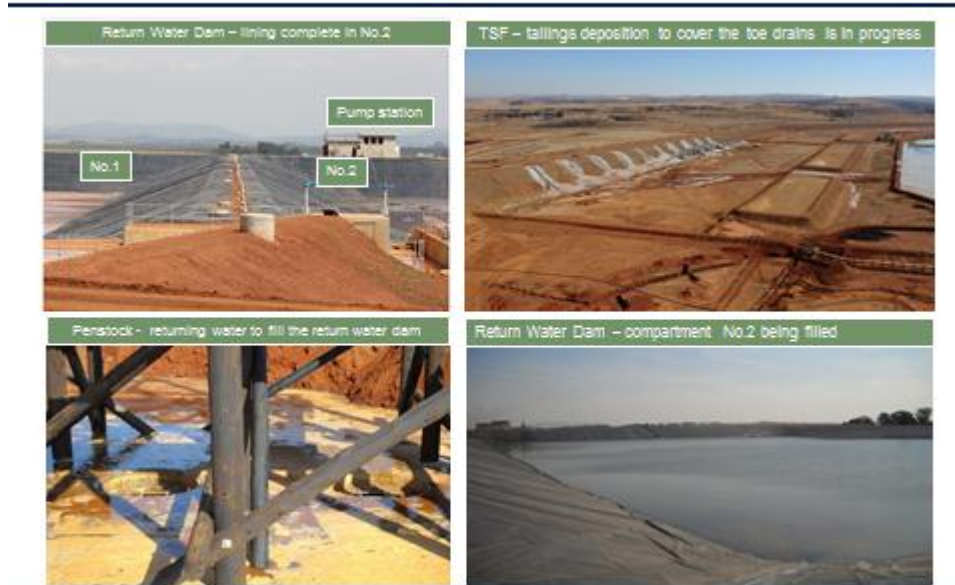 Return Water Dam – lining complete in No.2
TSF – tailings deposition to cover the toe drains is in progress
Pump station
No.1
No.2
Penstock - returning water to fill the return water dam
Return Water Dam – compartment No.2 being filled